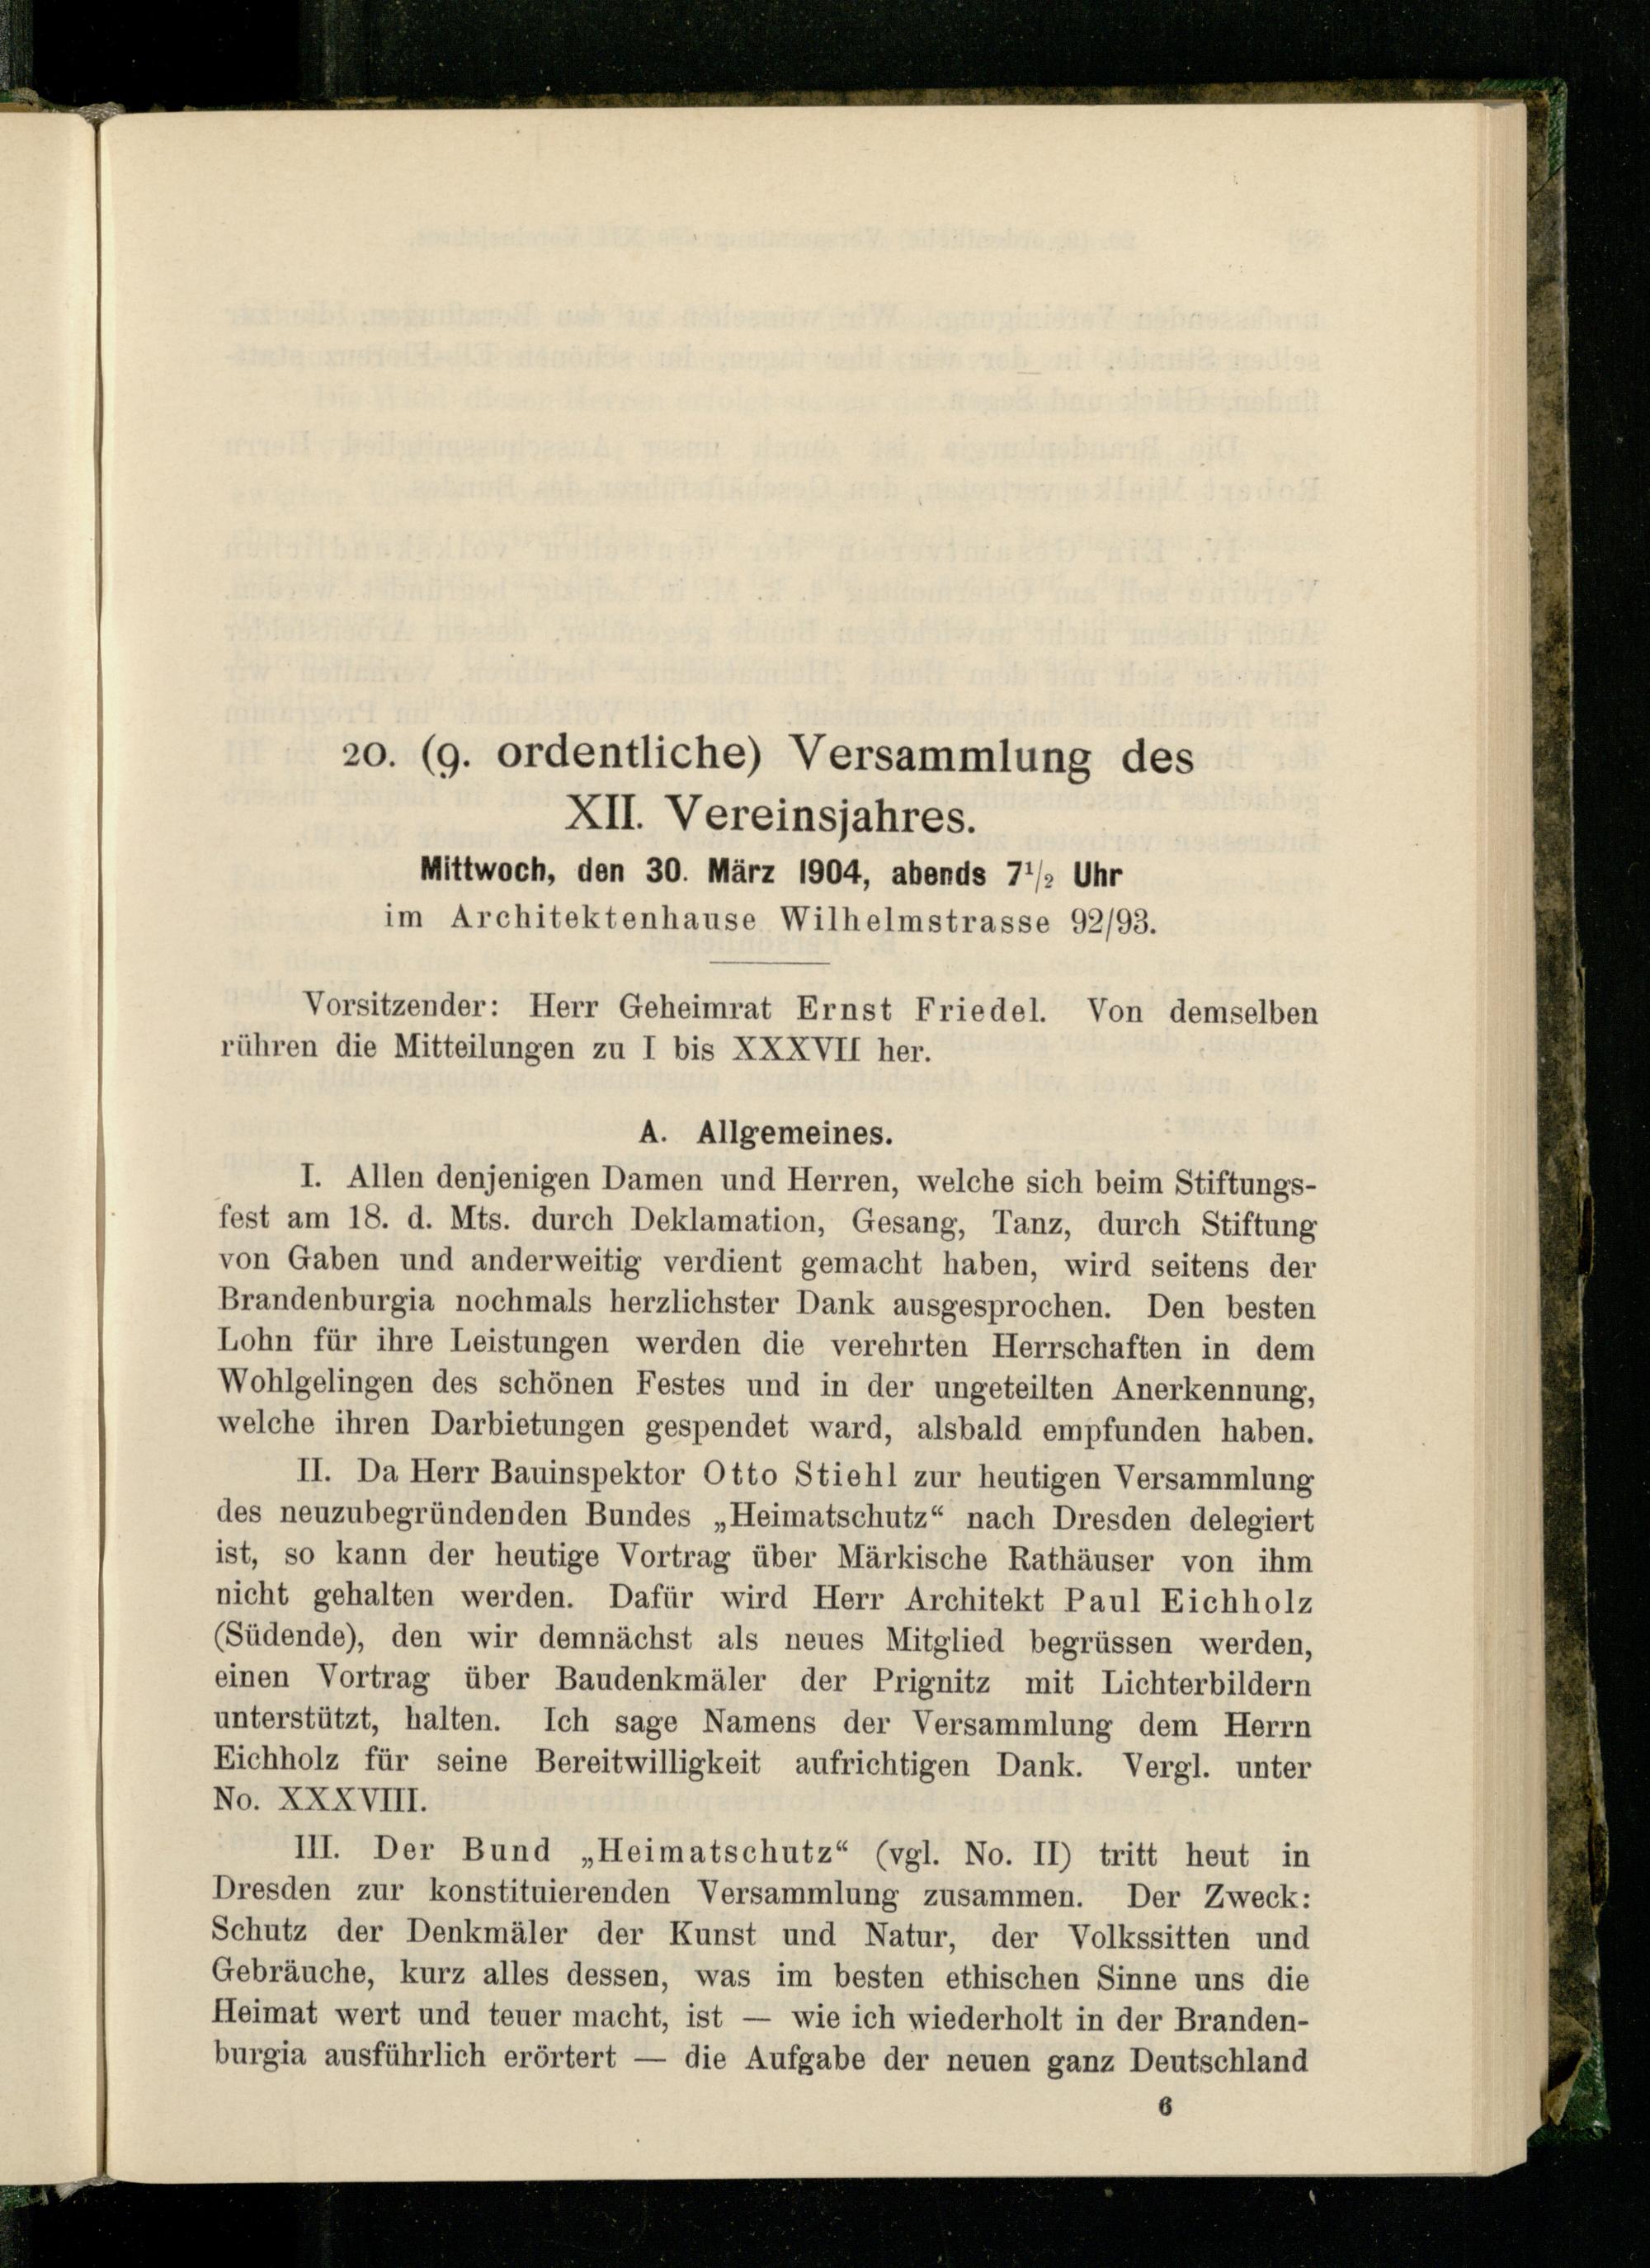 20. (9. ordentliche) Versammlung des
XII. Vereinsjahres.
Mittwoch, den 30. März 1904, abends 7½ Uhr
im Architektenhause Wilhelmstrasse 92/93.
Vorsitzender: Herr Geheimrat Ernst Friedel. Von demselben
rühren die Mitteilungen zu I bis XXXVII her.
A. Allgemeines.
I. Allen denjenigen Damen und Herren, welche sich beim Stiftungs-
fest am 18. d. Mts. durch Deklamation, Gesang, Tanz, durch Stiftung
von Gaben und anderweitig verdient gemacht haben, wird seitens der
Brandenburgia nochmals herzlichster Dank ausgesprochen. Den besten
Lohn für ihre Leistungen werden die verehrten Herrschaften in dem
Wohlgelingen des schönen Festes und in der ungeteilten Anerkennung,
welche ihren Darbietungen gespendet ward, alsbald empfunden haben.
II. Da Herr Bauinspektor Otto Stiehl zur heutigen Versammlung
des neuzubegründenden Bundes „Heimatschutz“ nach Dresden delegiert
ist, so kann der heutige Vortrag über Märkische Rathäuser von ihm
nicht gehalten werden. Dafür wird Herr Architekt Paul Eichholz
(Südende), den wir demnächst als neues Mitglied begrüssen werden,
einen Vortrag über Baudenkmäler der Prignitz mit Lichterbildern
unterstützt, halten. Ich sage Namens der Versammlung dem Herrn
Eichholz für seine Bereitwilligkeit aufrichtigen Dank. Vergl. unter
No. XXXVIII.
III. Der Bund „Heimatschutz“ (vgl. No. II) tritt heut in
Dresden zur konstituierenden Versammlung zusammen. Der Zweck:
Schutz der Denkmäler der Kunst und Natur, der Volkssitten und
Gebräuche, kurz alles dessen, was im besten ethischen Sinne uns die
Heimat wert und teuer macht, ist — wie ich wiederholt in der Branden-
burgia ausführlich erörtert — die Aufgabe der neuen ganz Deutschland
6